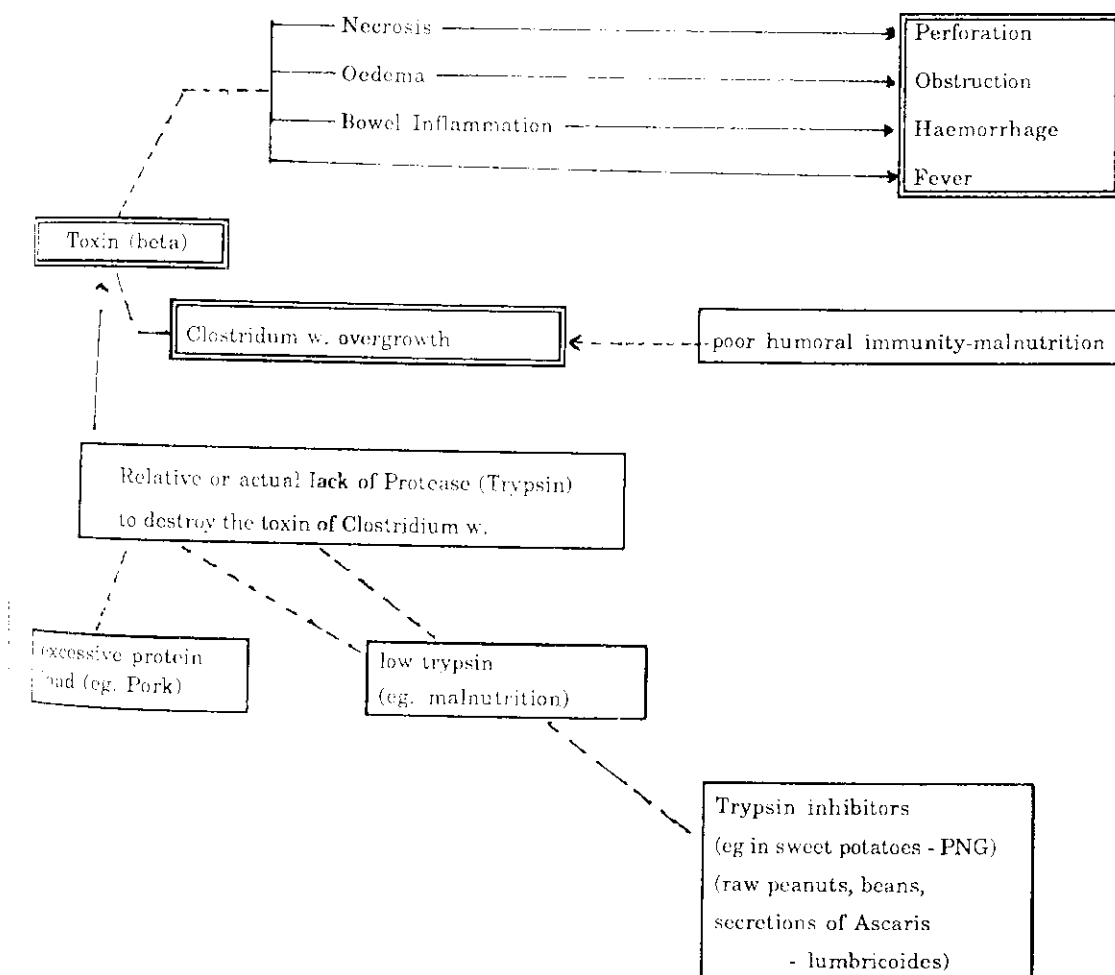 Necrosis
Perforation
Oedema
Obstruction
Bowel Inflammation
Haemorrhage
Fever
Toxin (beta)
Clostridum w. overgrowth
poor humoral immunity-malnutrition
Relative or actual lack of Protease (Trypsin)
to destroy the toxin of Clostridium w.
excessive protein
load (eg. Pork)
low trypsin
(eg. malnutrition)
Trypsin inhibitors
(eg in sweet potatoes - PNG)
(raw peanuts, beans,
secretions of Ascaris
- lumbricoides)